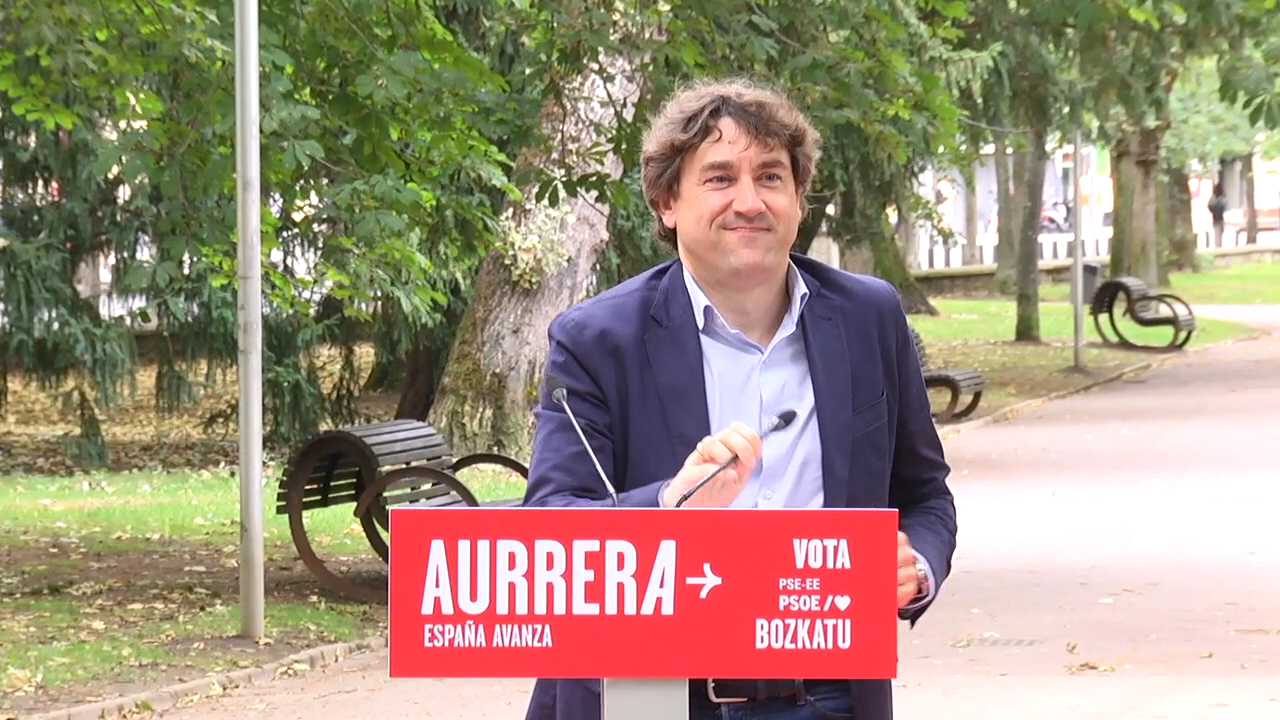 AURRERA
ESPAÑA AVANZA
VOTA
PSE-EE
PSOE/
BOZKATU